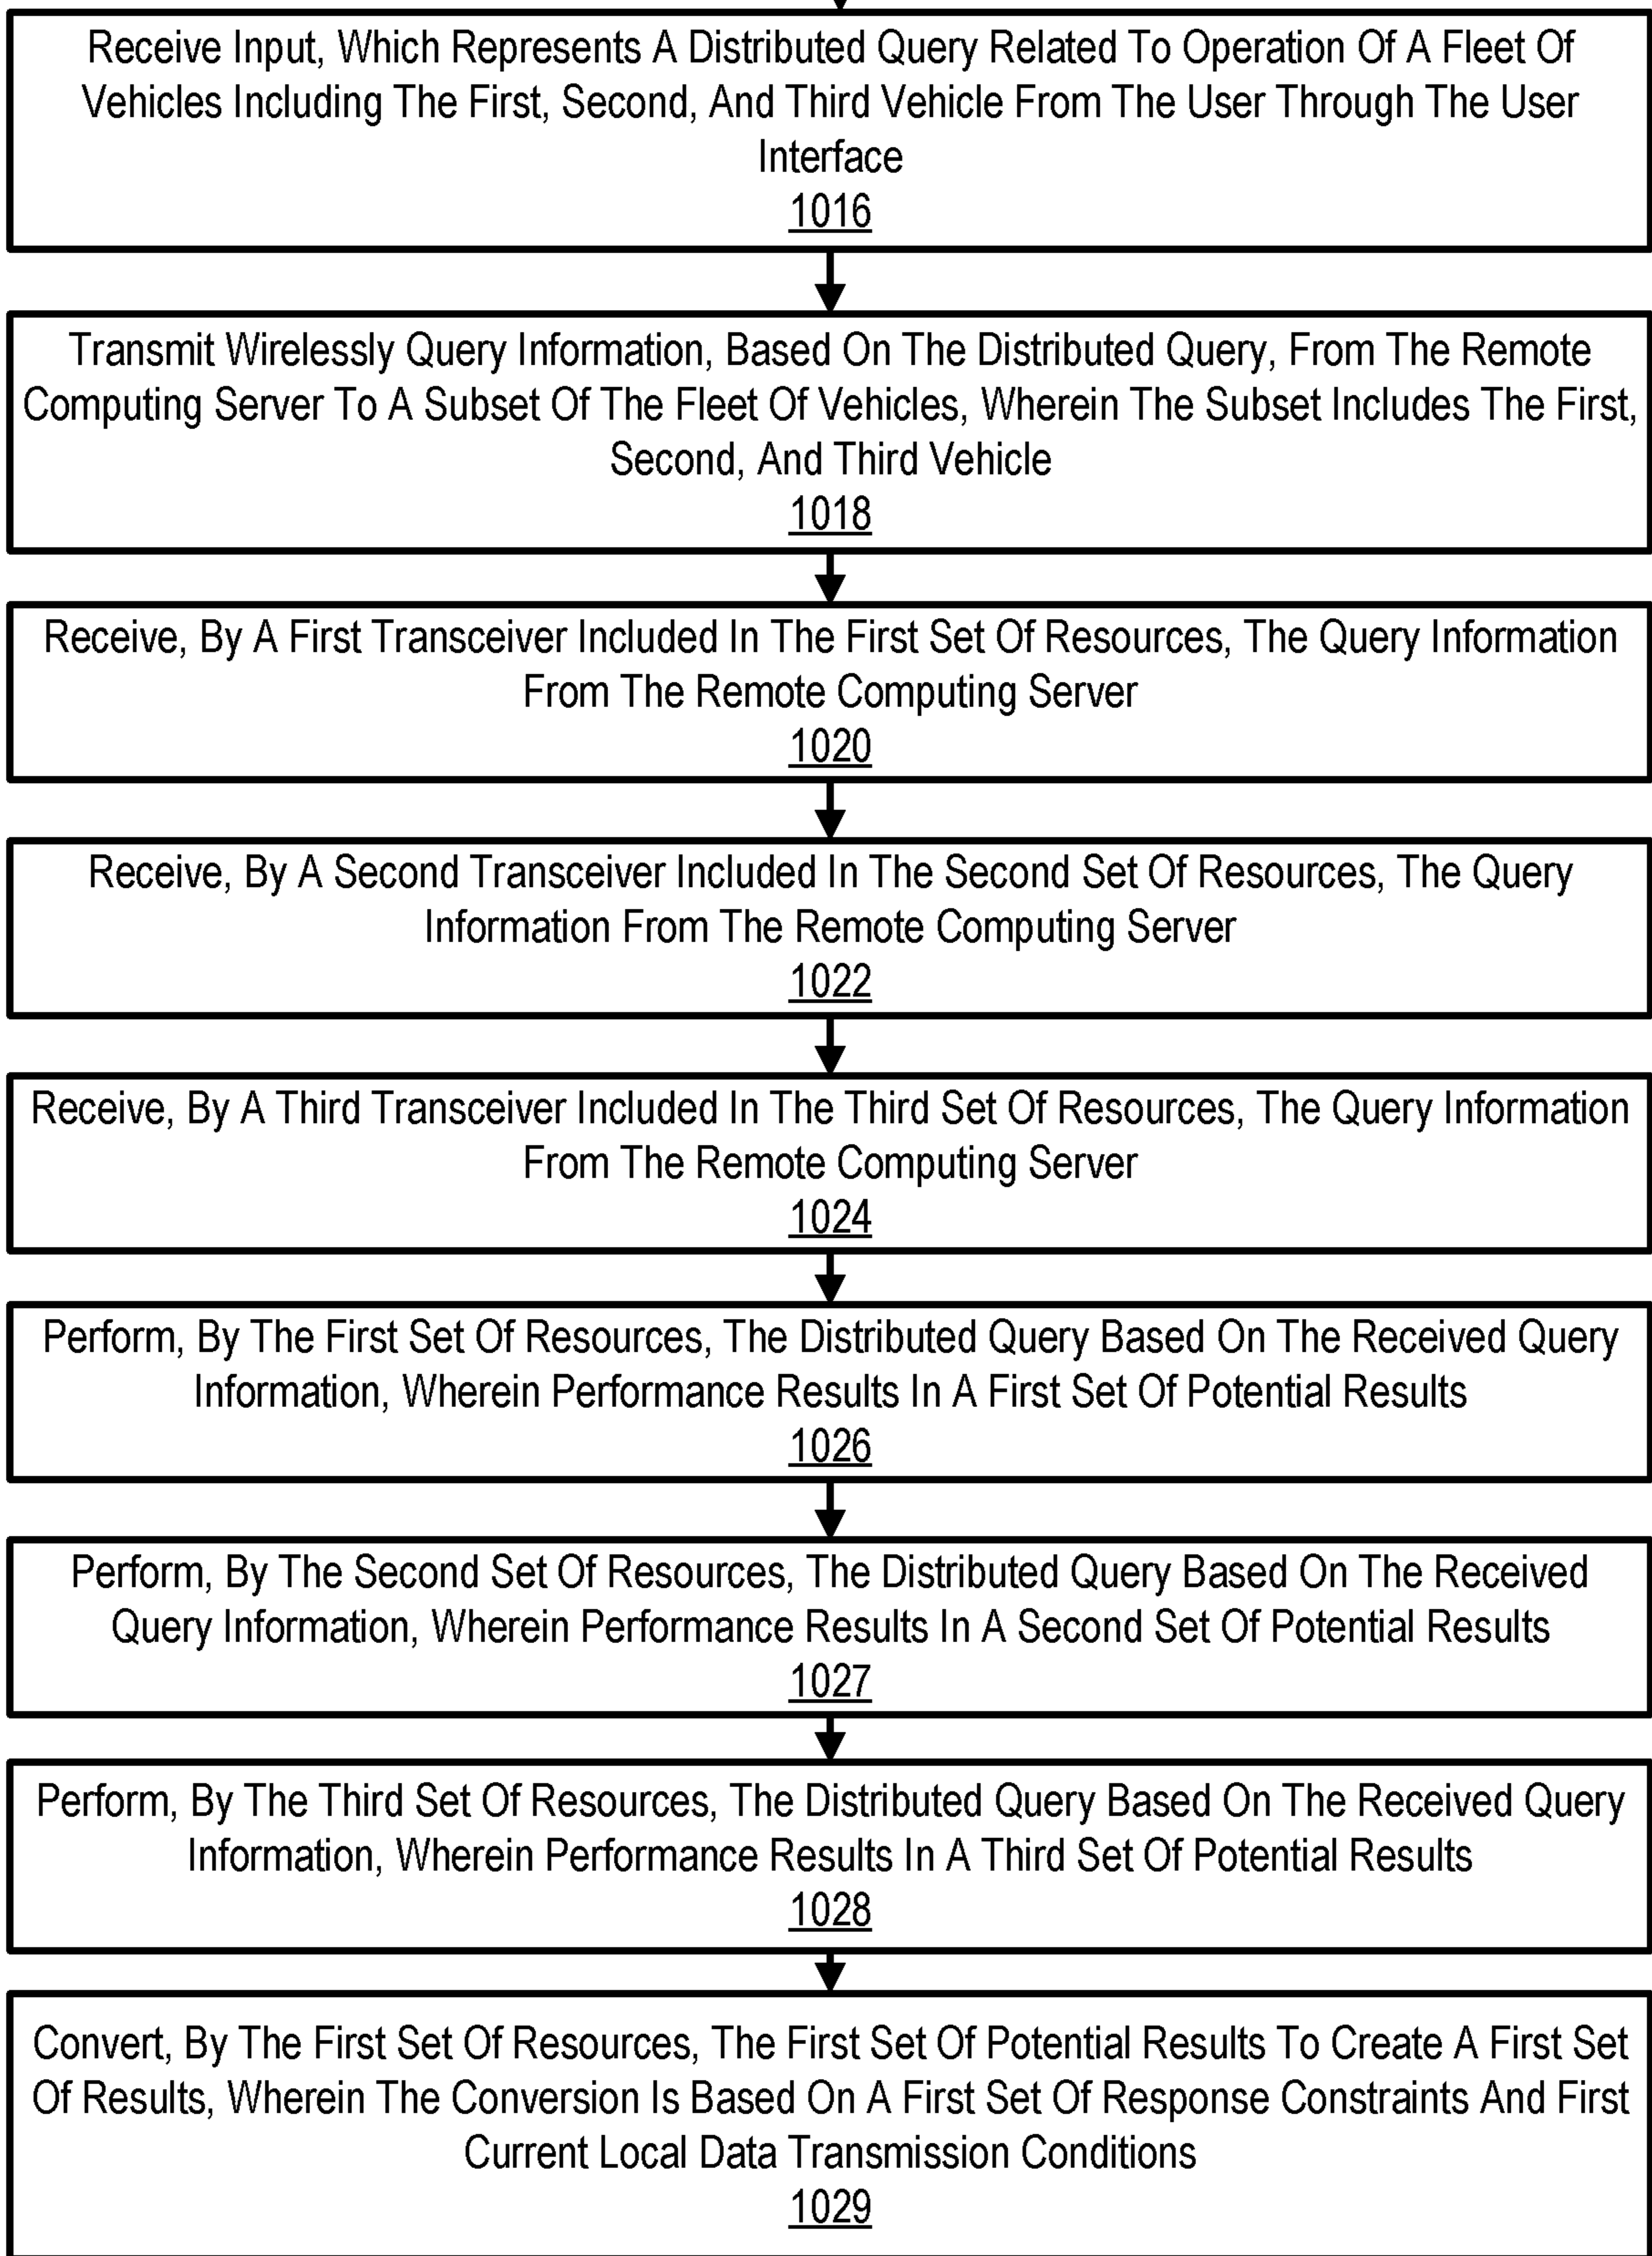 Receive Input, Which Represents A Distributed Query Related To Operation Of A Fleet Of
Vehicles Including The First, Second, And Third Vehicle From The User Through The User
Interface
1016
Transmit Wirelessly Query Information, Based On The Distributed Query, From The Remote
Computing Server To A Subset Of The Fleet Of Vehicles, Wherein The Subset Includes The First,
Second, And Third Vehicle
1018
Receive, By A First Transceiver Included In The First Set Of Resources, The Query Information
From The Remote Computing Server
1020
Receive, By A Second Transceiver Included In The Second Set Of Resources, The Query
Information From The Remote Computing Server
1022
Receive, By A Third Transceiver Included In The Third Set Of Resources, The Query Information
From The Remote Computing Server
1024
Perform, By The First Set Of Resources, The Distributed Query Based On The Received Query
Information, Wherein Performance Results In A First Set Of Potential Results
1026
Perform, By The Second Set Of Resources, The Distributed Query Based On The Received
Query Information, Wherein Performance Results In A Second Set Of Potential Results
1027
Perform, By The Third Set Of Resources, The Distributed Query Based On The Received Query
Information, Wherein Performance Results In A Third Set Of Potential Results
1028
Convert, By The First Set Of Resources, The First Set Of Potential Results To Create A First Set
Of Results, Wherein The Conversion Is Based On A First Set Of Response Constraints And First
Current Local Data Transmission Conditions
1029